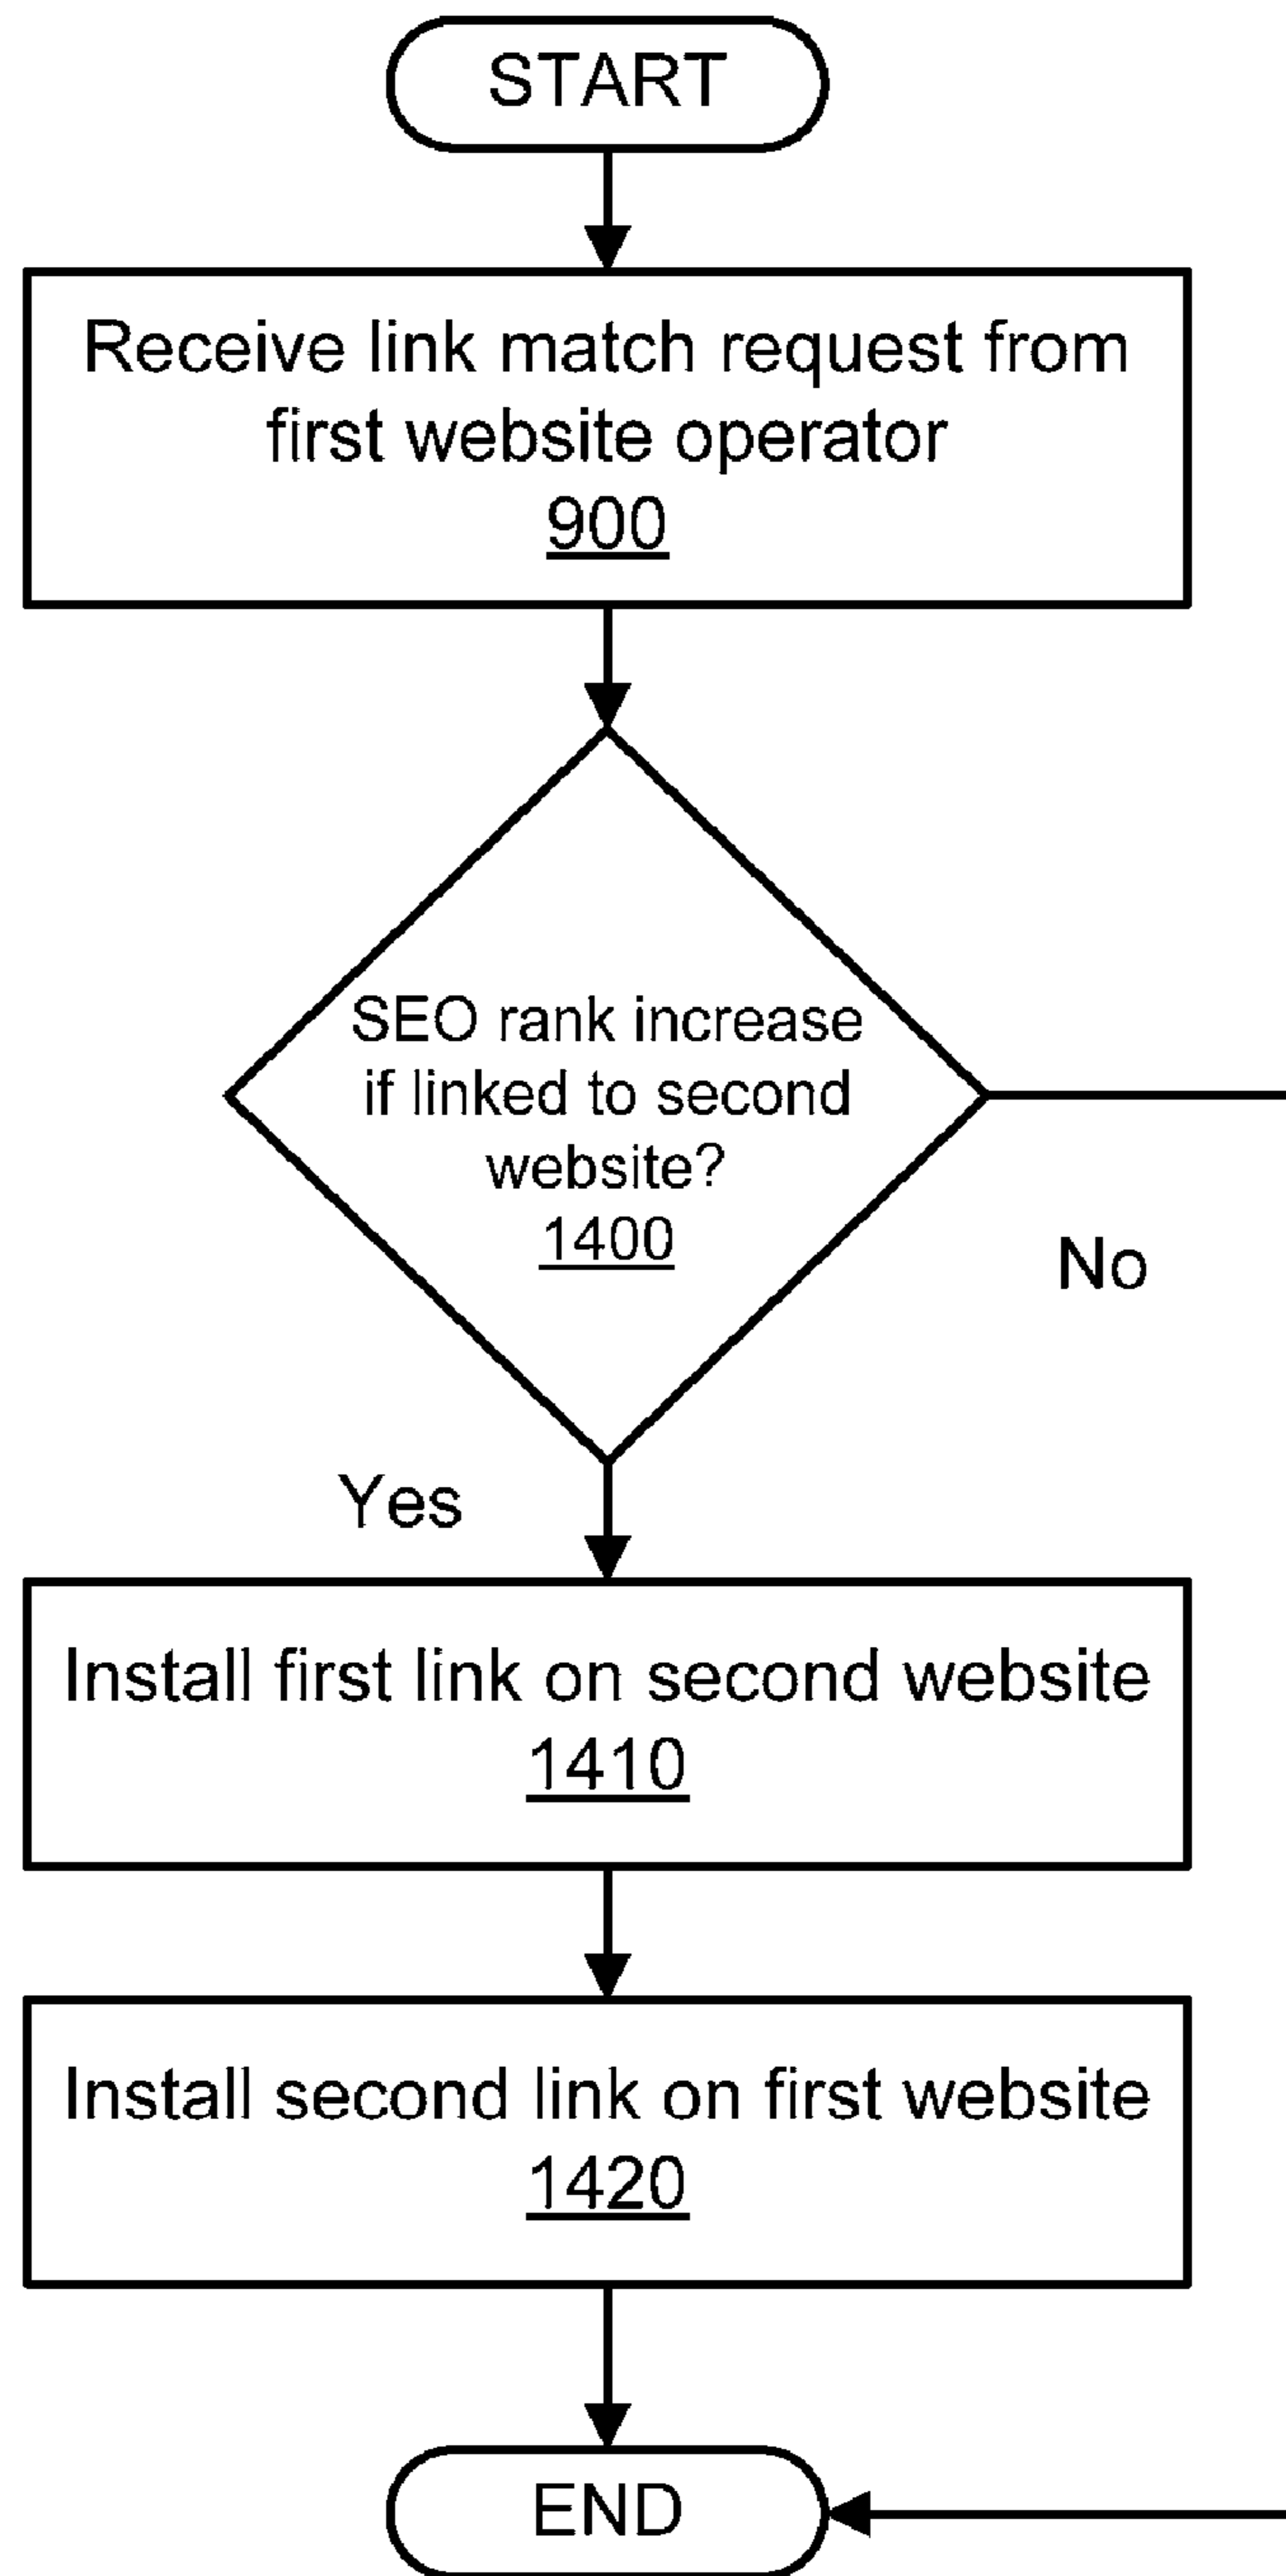 START
Receive link match request from
first website operator
900
SEO rank increase
if linked to second
website?
1400
No
Yes
Install first link on second website
1410
Install second link on first website
1420
END